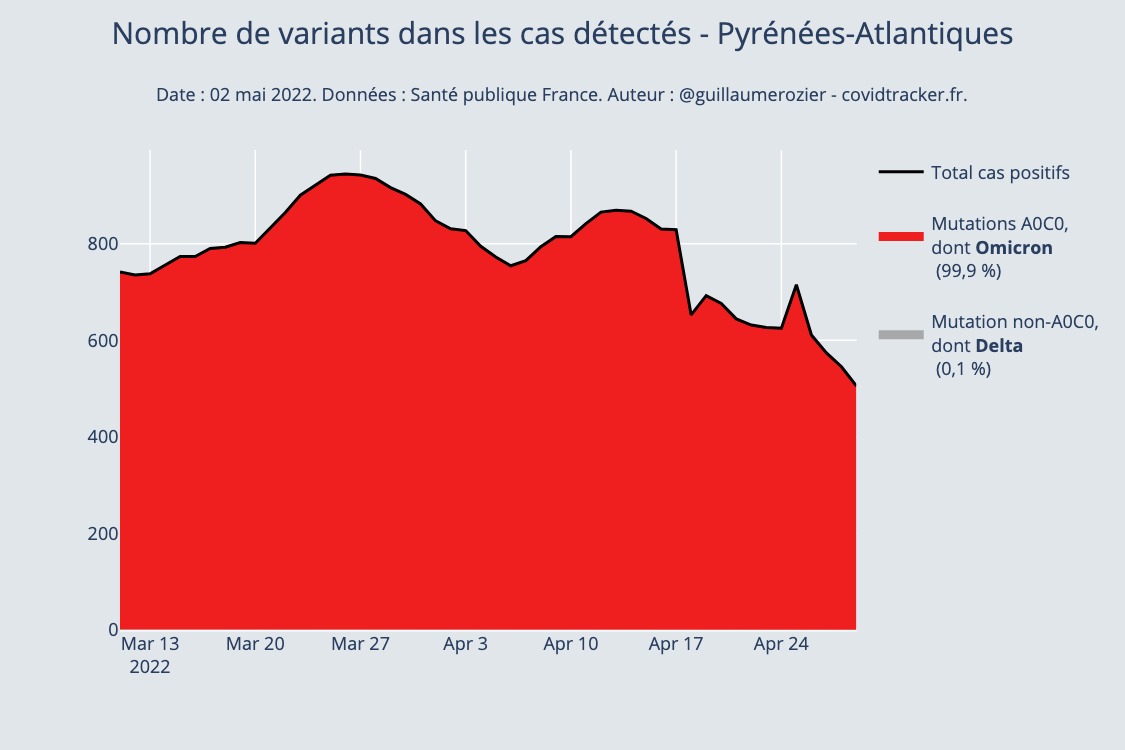 Nombre de variants dans les cas détectés - Pyrénées-Atlantiques
Date : 02 mai 2022. Données : Santé publique France. Auteur : @guillaumerozier - covidtracker.fr.
Total cas positifs
Mutations A0C0,
dont Omicron
(99,9 %)
Mutation non-A0C0,
dont Delta
(0,1 %)
800
600
400
200
0
Mar 13
2022
Mar 20
Mar 27
Apr 3
Apr 10
Apr 17
Apr 24